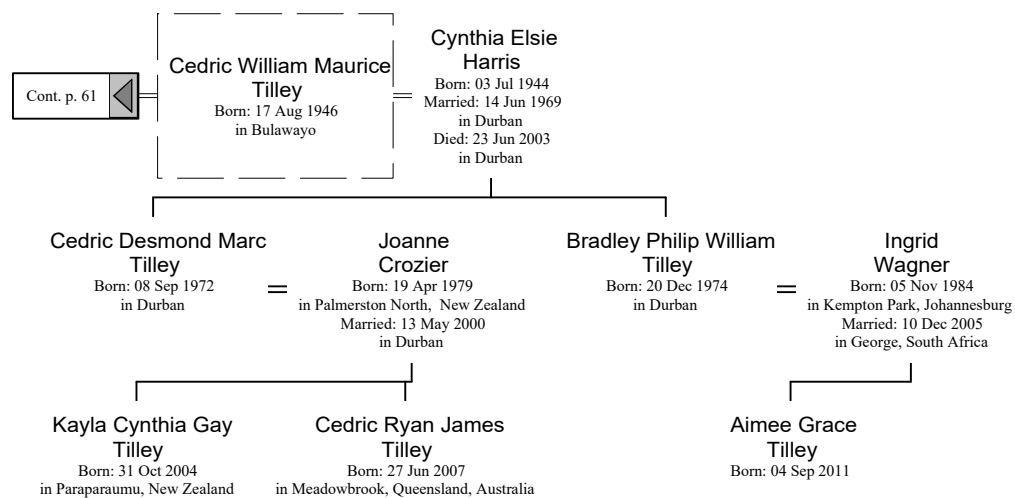 Cont. p. 61
Cedric William Maurice
Tilley
Born: 17 Aug 1946
in Bulawayo
=
Cynthia Elsie
Harris
Born: 03 Jul 1944
Married: 14 Jun 1969
in Durban
Died: 23 Jun 2003
in Durban
Cedric Desmond Marc
Tilley
Born: 08 Sep 1972
in Durban
=
Joanne
Crozier
Born: 19 Apr 1979
in Palmerston North, New Zealand
Married: 13 May 2000
in Durban
Bradley Philip William
Tilley
Born: 20 Dec 1974
in Durban
=
Ingrid
Wagner
Born: 05 Nov 1984
in Kempton Park, Johannesburg
Married: 10 Dec 2005
in George, South Africa
Kayla Cynthia Gay
Tilley
Born: 31 Oct 2004
in Paraparaumu, New Zealand
Cedric Ryan James
Tilley
Born: 27 Jun 2007
in Meadowbrook, Queensland, Australia
Aimee Grace
Tilley
Born: 04 Sep 2011